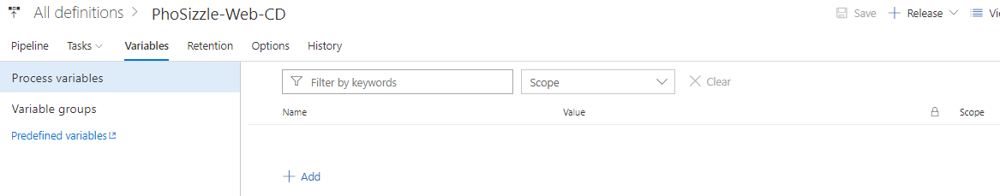 All definitions > PhoSizzle-Web-CD
Save + Release Vi
Pipeline Tasks Variables Retention Options History
Process variables
Variable groups
Predefined variables
Filter by keywords Scope Clear
Name Value Scope
+ Add